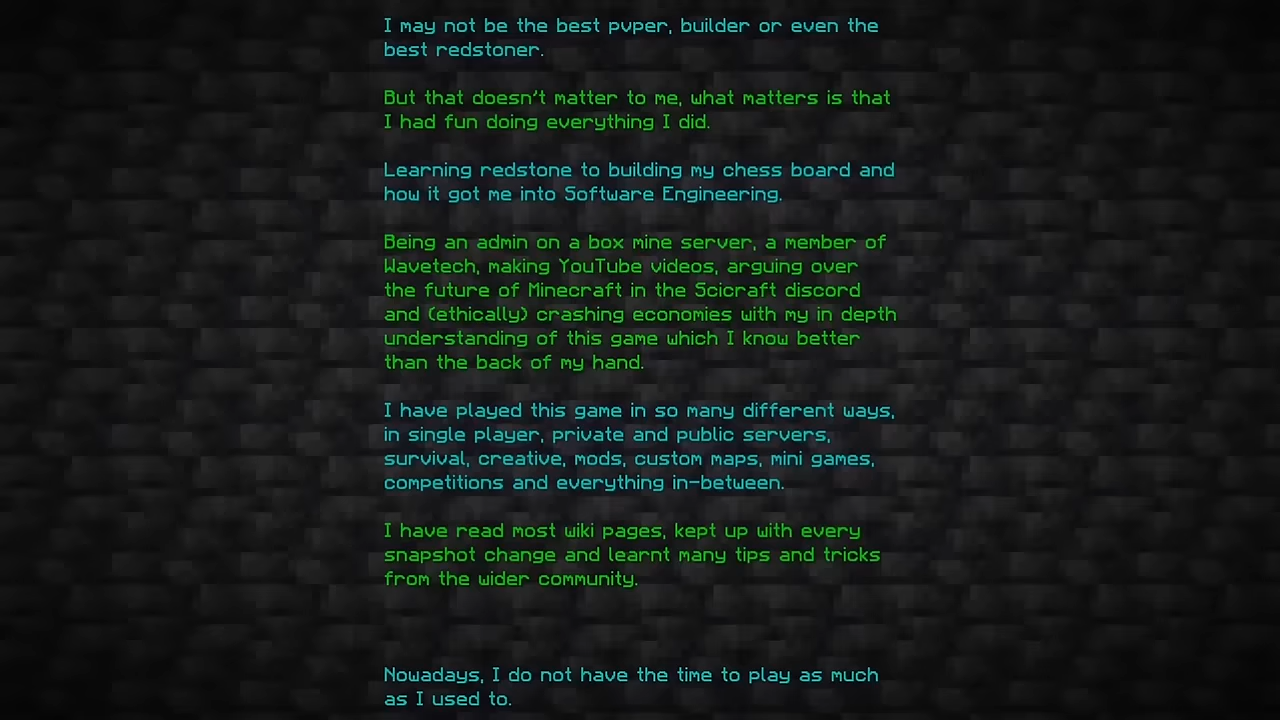 I may not be the best pvper, builder or even the
best redstoner.
But that doesn't matter to me, what matters is that
I had fun doing everything I did.
Learning redstone to building my chess board and
how it got me into Software Engineering.
Being an admin on a box mine server, a member of
Wavetech, making YouTube videos, arguing over
the future of Minecraft in the Scicraft discord
and (ethically) crashing economies with my in depth
understanding of this game which I know better
than the back of my hand.
I have played this game in so many different ways,
in single player, private and public servers,
survival, creative, mods, custom maps, mini games,
competitions and everything in-between.
I have read most wiki pages, kept up with every
snapshot change and learnt many tips and tricks
from the wider community.
Nowadays, I do not have the time to play as much
as I used to.